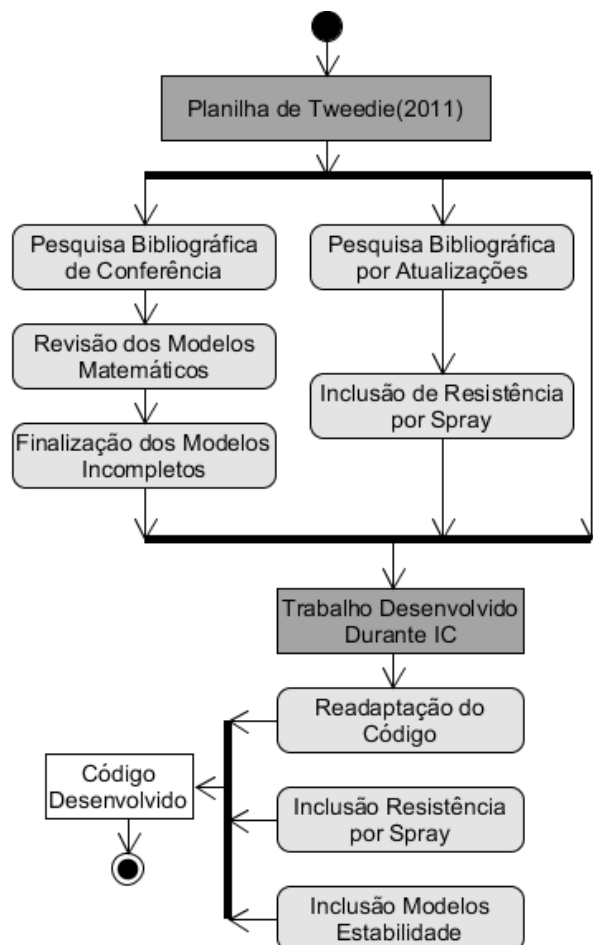 Planilha de Tweedie(2011)
Pesquisa Bibliográfica
de Conferência
Revisão dos Modelos
Matemáticos
Finalização dos Modelos
Incompletos
Pesquisa Bibliográfica
por Atualizações
Inclusão de Resistência
por Spray
Trabalho Desenvolvido
Durante IC
Readaptação do
Código
Inclusão Resistência
por Spray
Inclusão Modelos
Estabilidade
Código
Desenvolvido